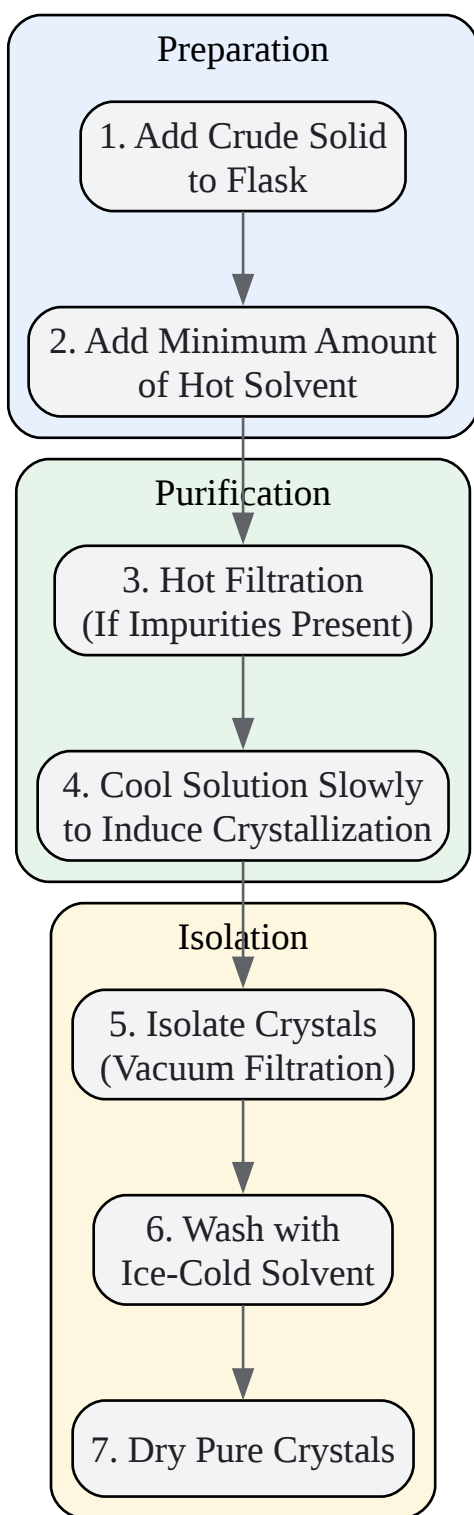 Preparation
1. Add Crude Solid
to Flask
2. Add Minimum Amount
of Hot Solvent
Purification
3. Hot Filtration
(If Impurities Present)
4. Cool Solution Slowly
to Induce Crystallization
Isolation
5. Isolate Crystals
(Vacuum Filtration)
6. Wash with
Ice-Cold Solvent
7. Dry Pure Crystals